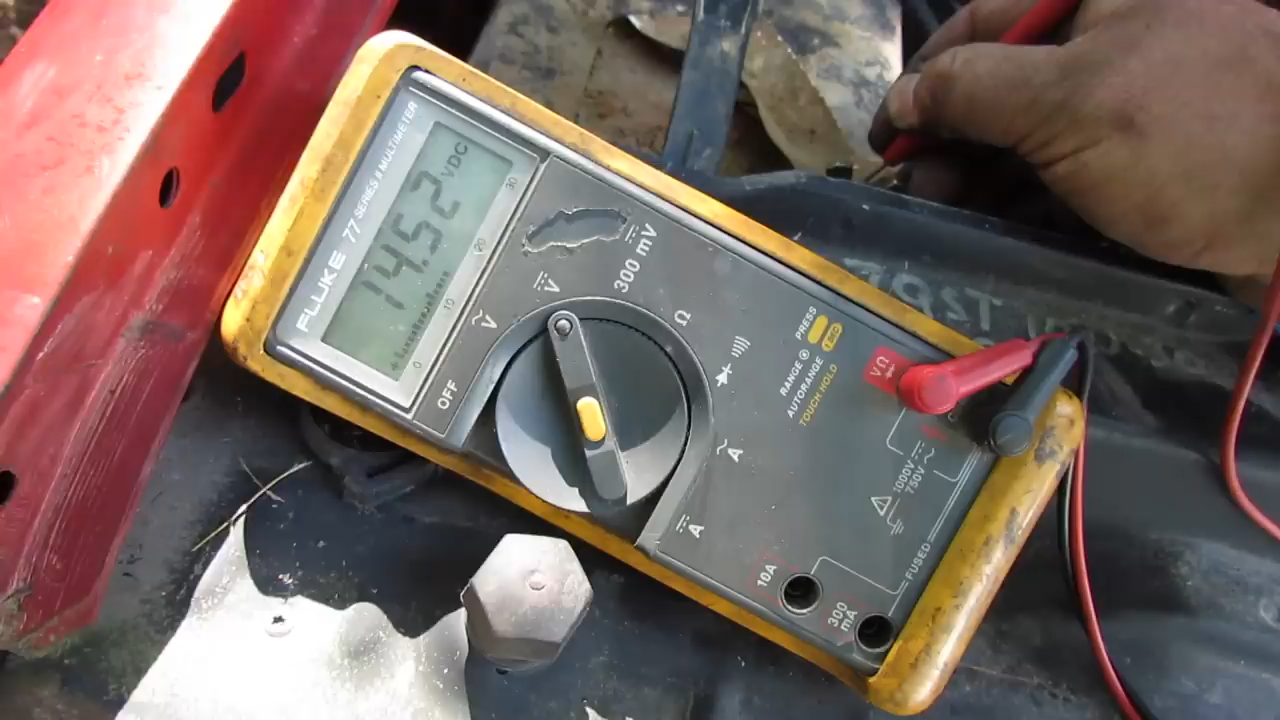 FLUKE 77 SERIES II MULTIMETER
14.52 VDC
0 10 20 30
OFF
V
V
300 mV
Ω
A
A
PRESS
RANGE
AUTORANGE
TOUCH HOLD
VΩ
1000V
750V
FUSED
10A
300
mA